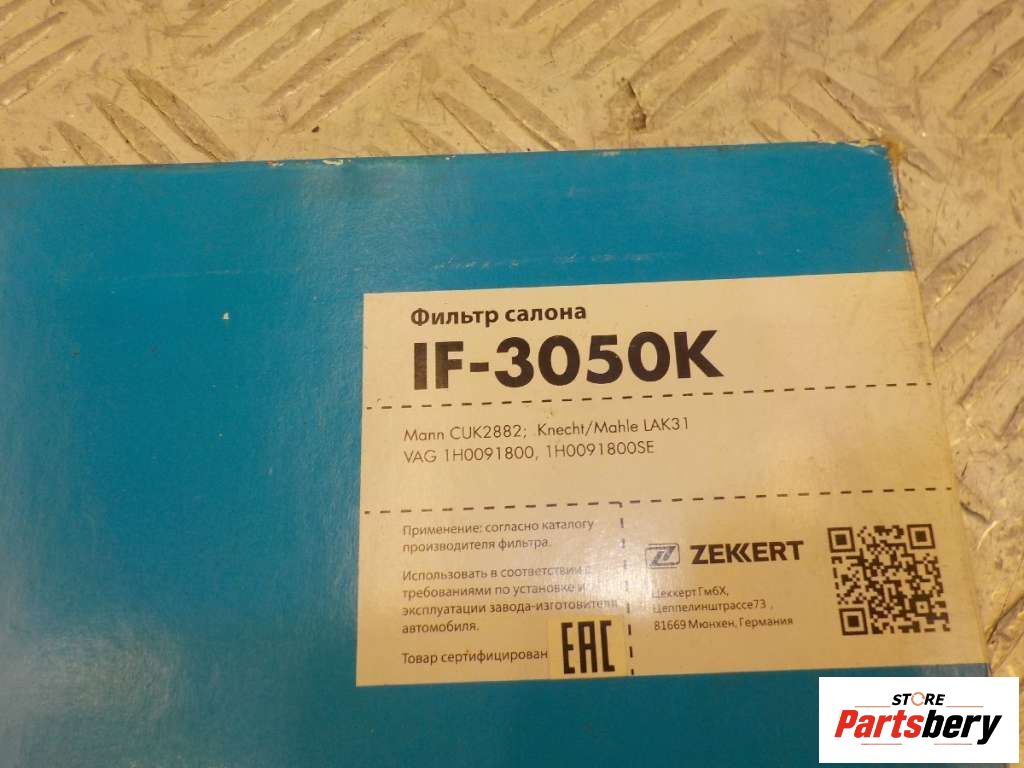 Фильтр салона
IF-3050K
Mann CUK2882; Knecht/Mahle LAK31
VAG 1H0091800, 1H0091800SE
Применение: согласно каталогу
производителя фильтра.
Использовать в соответствии с
требованиями по установке и
эксплуатации завода-изготовителя
автомобиля.
Товар сертифицирован
EAC
ZEKKERT
Цеккерт ГмбХ,
Цеппелинштрассе73 ,
81669 Мюнхен, Германия
STORE
Partsbery